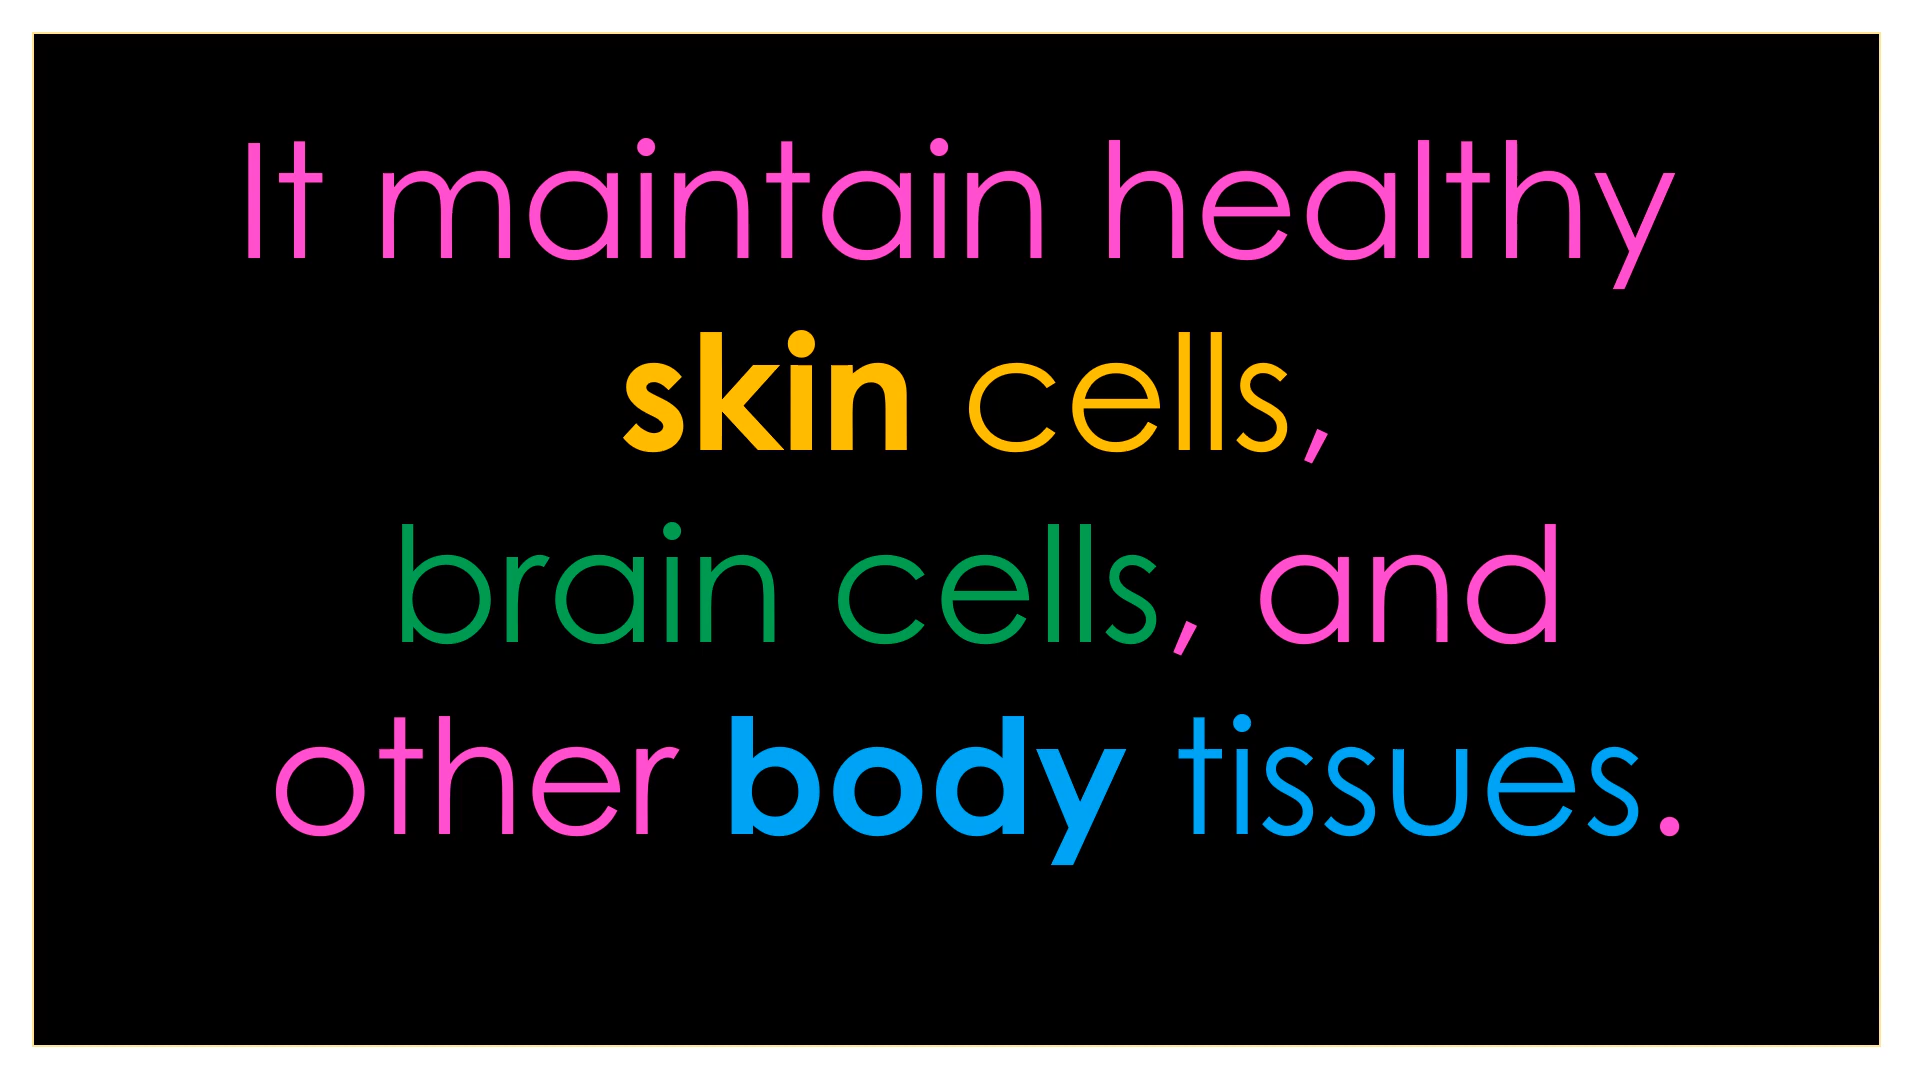 It maintain healthy
skin cells,
brain cells, and
other body tissues.